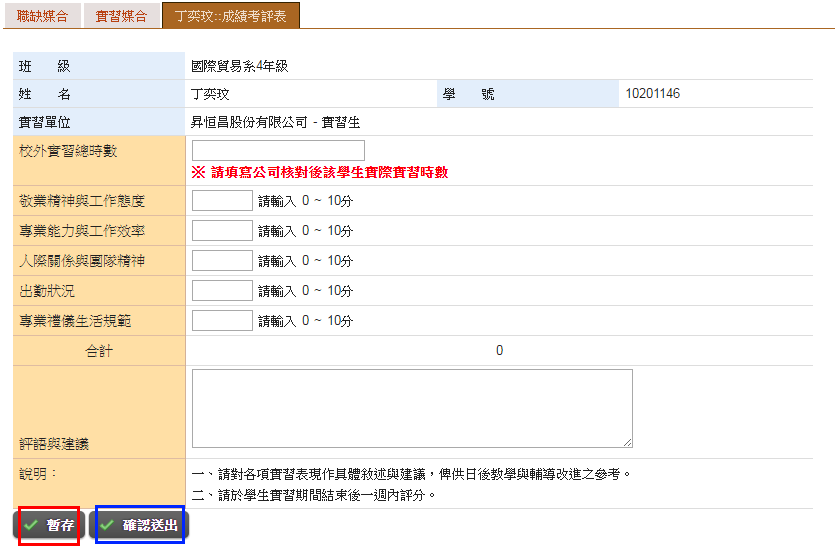 職缺媒合 實習媒合 丁奕玟::成績考評表
班 級 國際貿易系4年級
姓 名 丁奕玟 學 號 10201146
實習單位 昇恒昌股份有限公司 - 實習生
校外實習總時數
※ 請填寫公司核對後該學生實際實習時數
敬業精神與工作態度 請輸入 0 ~ 10分
專業能力與工作效率 請輸入 0 ~ 10分
人際關係與團隊精神 請輸入 0 ~ 10分
出勤狀況 請輸入 0 ~ 10分
專業禮儀生活規範 請輸入 0 ~ 10分
合計 0
評語與建議
說明： 一、請對各項實習表現作具體敘述與建議，俾供日後教學與輔導改進之參考。
二、請於學生實習期間結束後一週內評分。
暫存 確認送出